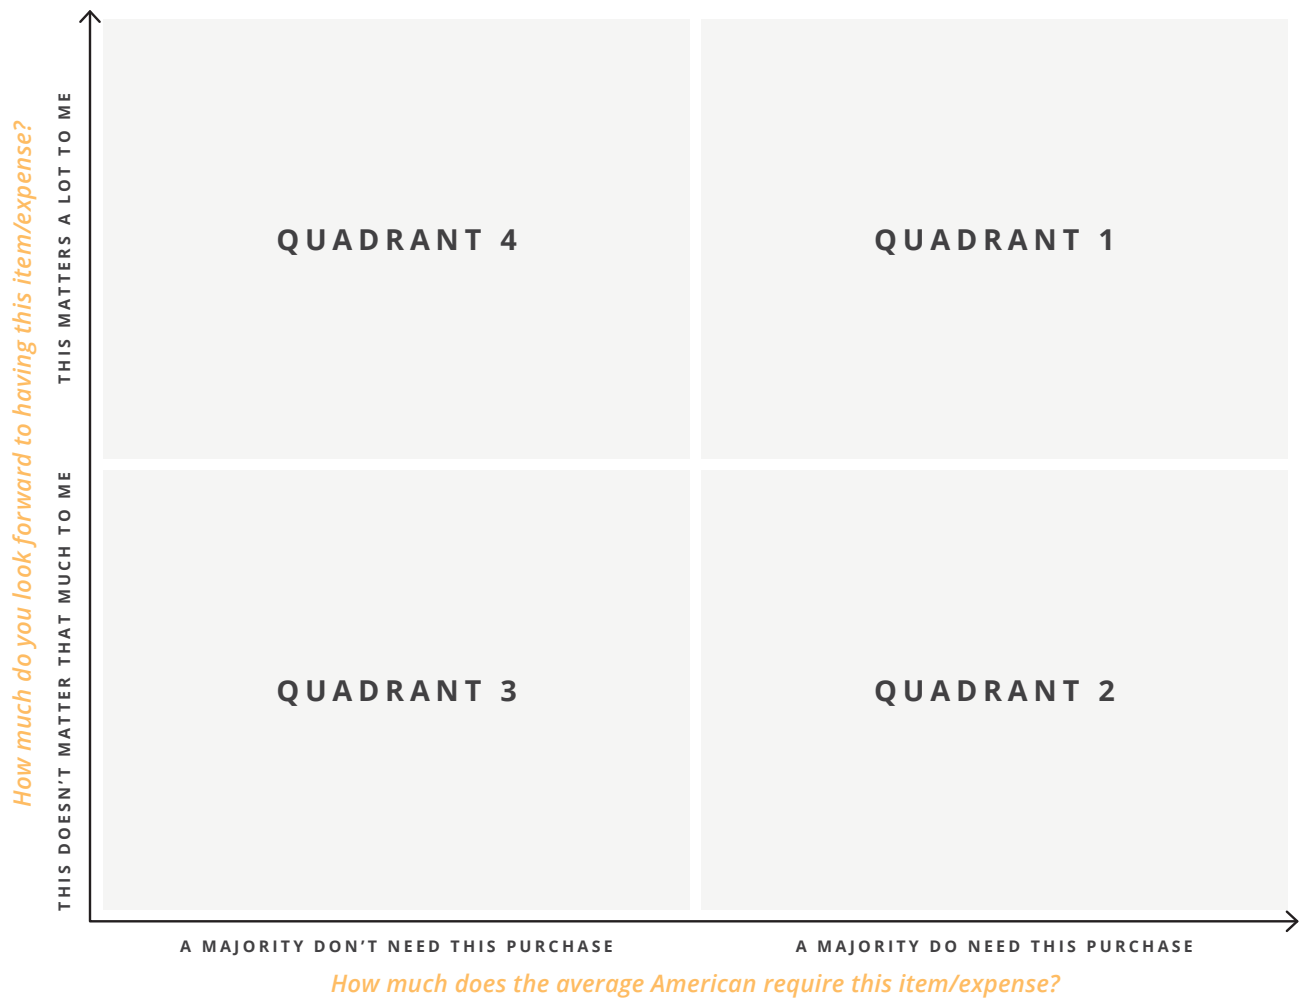 How much do you look forward to having this item/expense?
THIS MATTERS A LOT TO ME
THIS DOESN'T MATTER THAT MUCH TO ME
QUADRANT 4
QUADRANT 1
QUADRANT 3
QUADRANT 2
A MAJORITY DON’T NEED THIS PURCHASE
A MAJORITY DO NEED THIS PURCHASE
How much does the average American require this item/expense?